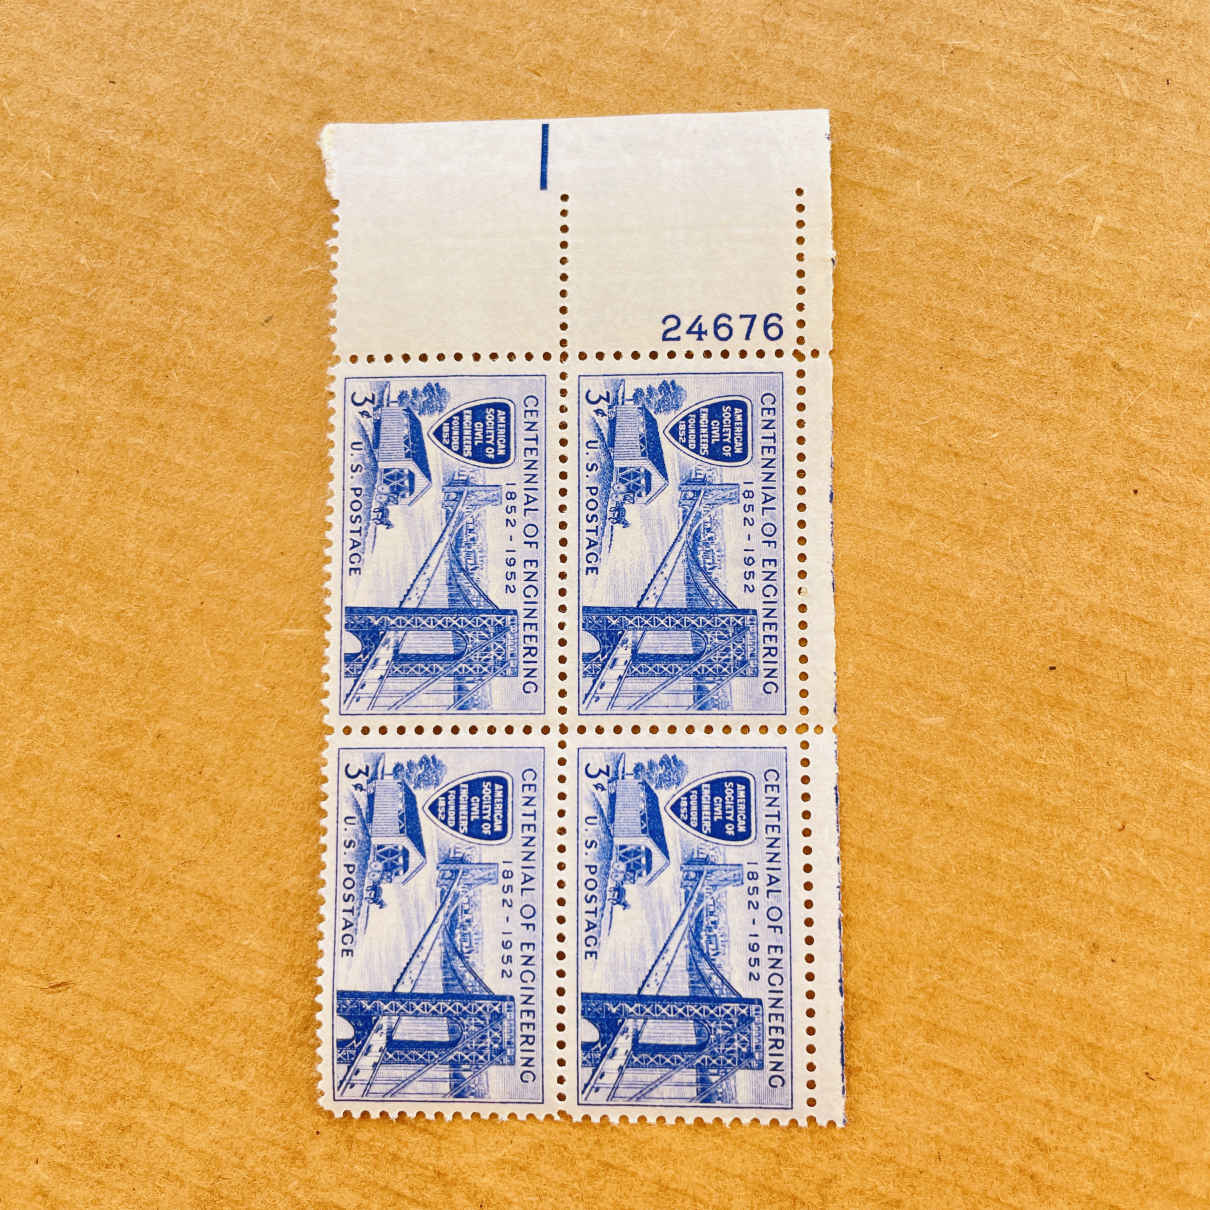 24676
CENTENNIAL OF ENGINEERING
1852-1952
AMERICAN
SOCIETY OF
CIVIL
ENGINEERS
FOUNDED
1852
3¢ U.S. POSTAGE
CENTENNIAL OF ENGINEERING
1852-1952
AMERICAN
SOCIETY OF
CIVIL
ENGINEERS
FOUNDED
1852
3¢ U.S. POSTAGE
CENTENNIAL OF ENGINEERING
1852-1952
AMERICAN
SOCIETY OF
CIVIL
ENGINEERS
FOUNDED
1852
3¢ U.S. POSTAGE
CENTENNIAL OF ENGINEERING
1852-1952
AMERICAN
SOCIETY OF
CIVIL
ENGINEERS
FOUNDED
1852
3¢ U.S. POSTAGE